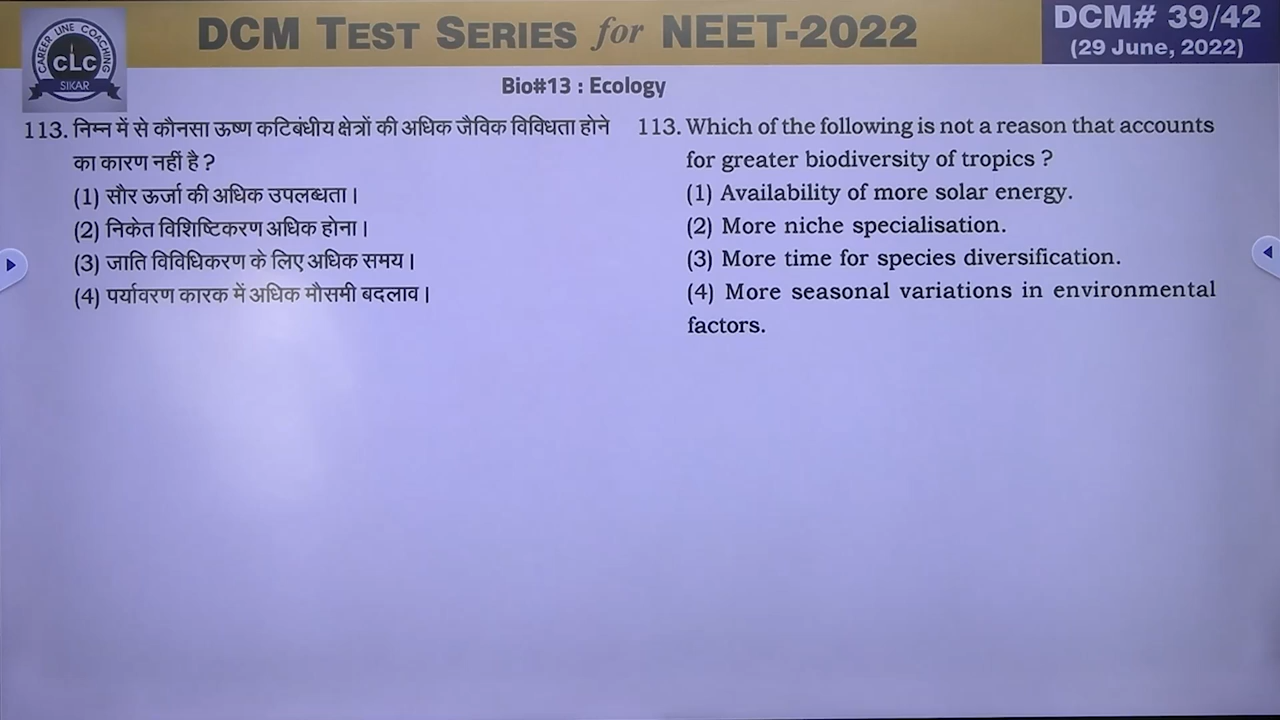 CAREER LINE COACHING
CLC
SIKAR
DCM TEST SERIES for NEET-2022
DCM# 39/42
(29 June, 2022)
Bio#13 : Ecology
113. निम्न में से कौनसा ऊष्ण कटिबंधीय क्षेत्रों की अधिक जैविक विविधता होने
का कारण नहीं है ?
(1) सौर ऊर्जा की अधिक उपलब्धता।
(2) निकेत विशिष्टिकरण अधिक होना।
(3) जाति विविधिकरण के लिए अधिक समय।
(4) पर्यावरण कारक में अधिक मौसमी बदलाव।
113. Which of the following is not a reason that accounts
for greater biodiversity of tropics ?
(1) Availability of more solar energy.
(2) More niche specialisation.
(3) More time for species diversification.
(4) More seasonal variations in environmental
factors.